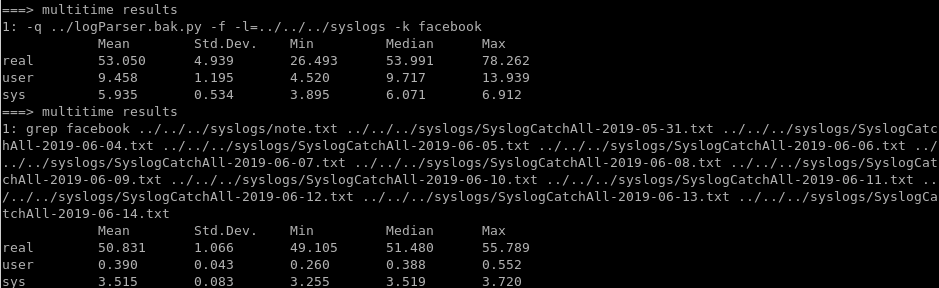 ===> multitime results
1: -q ../logParser.bak.py -f -l=../../../syslogs -k facebook
Mean Std.Dev. Min Median Max
real 53.050 4.939 26.493 53.991 78.262
user 9.458 1.195 4.520 9.717 13.939
sys 5.935 0.534 3.895 6.071 6.912
===> multitime results
1: grep facebook ../../../syslogs/note.txt ../../../syslogs/SyslogCatchAll-2019-05-31.txt ../../../syslogs/SyslogCatc
hAll-2019-06-04.txt ../../../syslogs/SyslogCatchAll-2019-06-05.txt ../../../syslogs/SyslogCatchAll-2019-06-06.txt ../
../../syslogs/SyslogCatchAll-2019-06-07.txt ../../../syslogs/SyslogCatchAll-2019-06-08.txt ../../../syslogs/SyslogCat
chAll-2019-06-09.txt ../../../syslogs/SyslogCatchAll-2019-06-10.txt ../../../syslogs/SyslogCatchAll-2019-06-11.txt ..
/../../syslogs/SyslogCatchAll-2019-06-12.txt ../../../syslogs/SyslogCatchAll-2019-06-13.txt ../../../syslogs/SyslogCa
tchAll-2019-06-14.txt
Mean Std.Dev. Min Median Max
real 50.831 1.066 49.105 51.480 55.789
user 0.390 0.043 0.260 0.388 0.552
sys 3.515 0.083 3.255 3.519 3.720